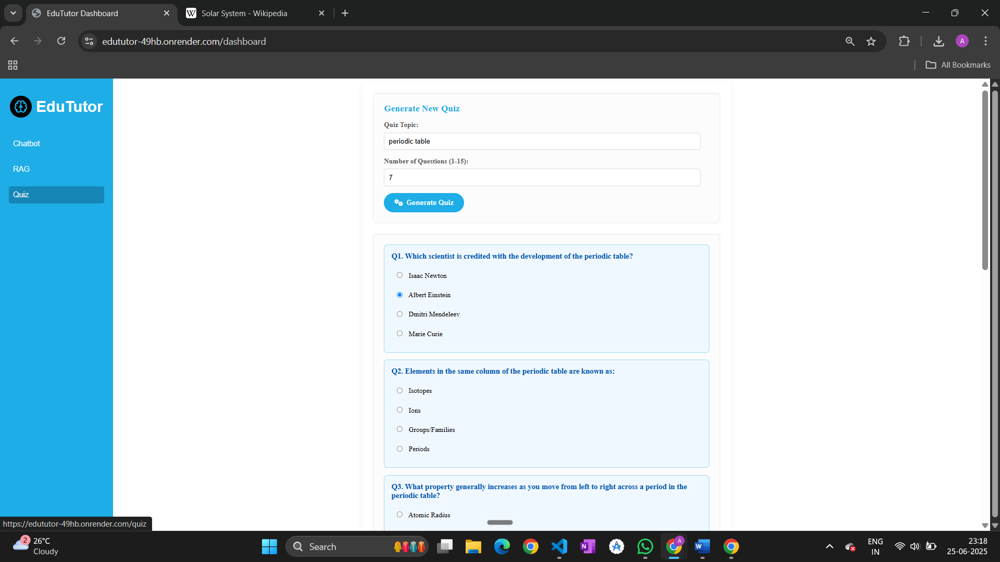 EduTutor Dashboard
Solar System - Wikipedia
edututor-49hb.onrender.com/dashboard
A
All Bookmarks
EduTutor
Chatbot
RAG
Quiz
Generate New Quiz
Quiz Topic:
periodic table
Number of Questions (1-15):
7
Generate Quiz
Q1. Which scientist is credited with the development of the periodic table?
Isaac Newton
Albert Einstein
Dmitri Mendeleev
Marie Curie
Q2. Elements in the same column of the periodic table are known as:
Isotopes
Ions
Groups/Families
Periods
Q3. What property generally increases as you move from left to right across a period in the
periodic table?
Atomic Radius
https://edututor-49hb.onrender.com/quiz
2
26°C
Cloudy
Search
ENG
IN
23:18
25-06-2025